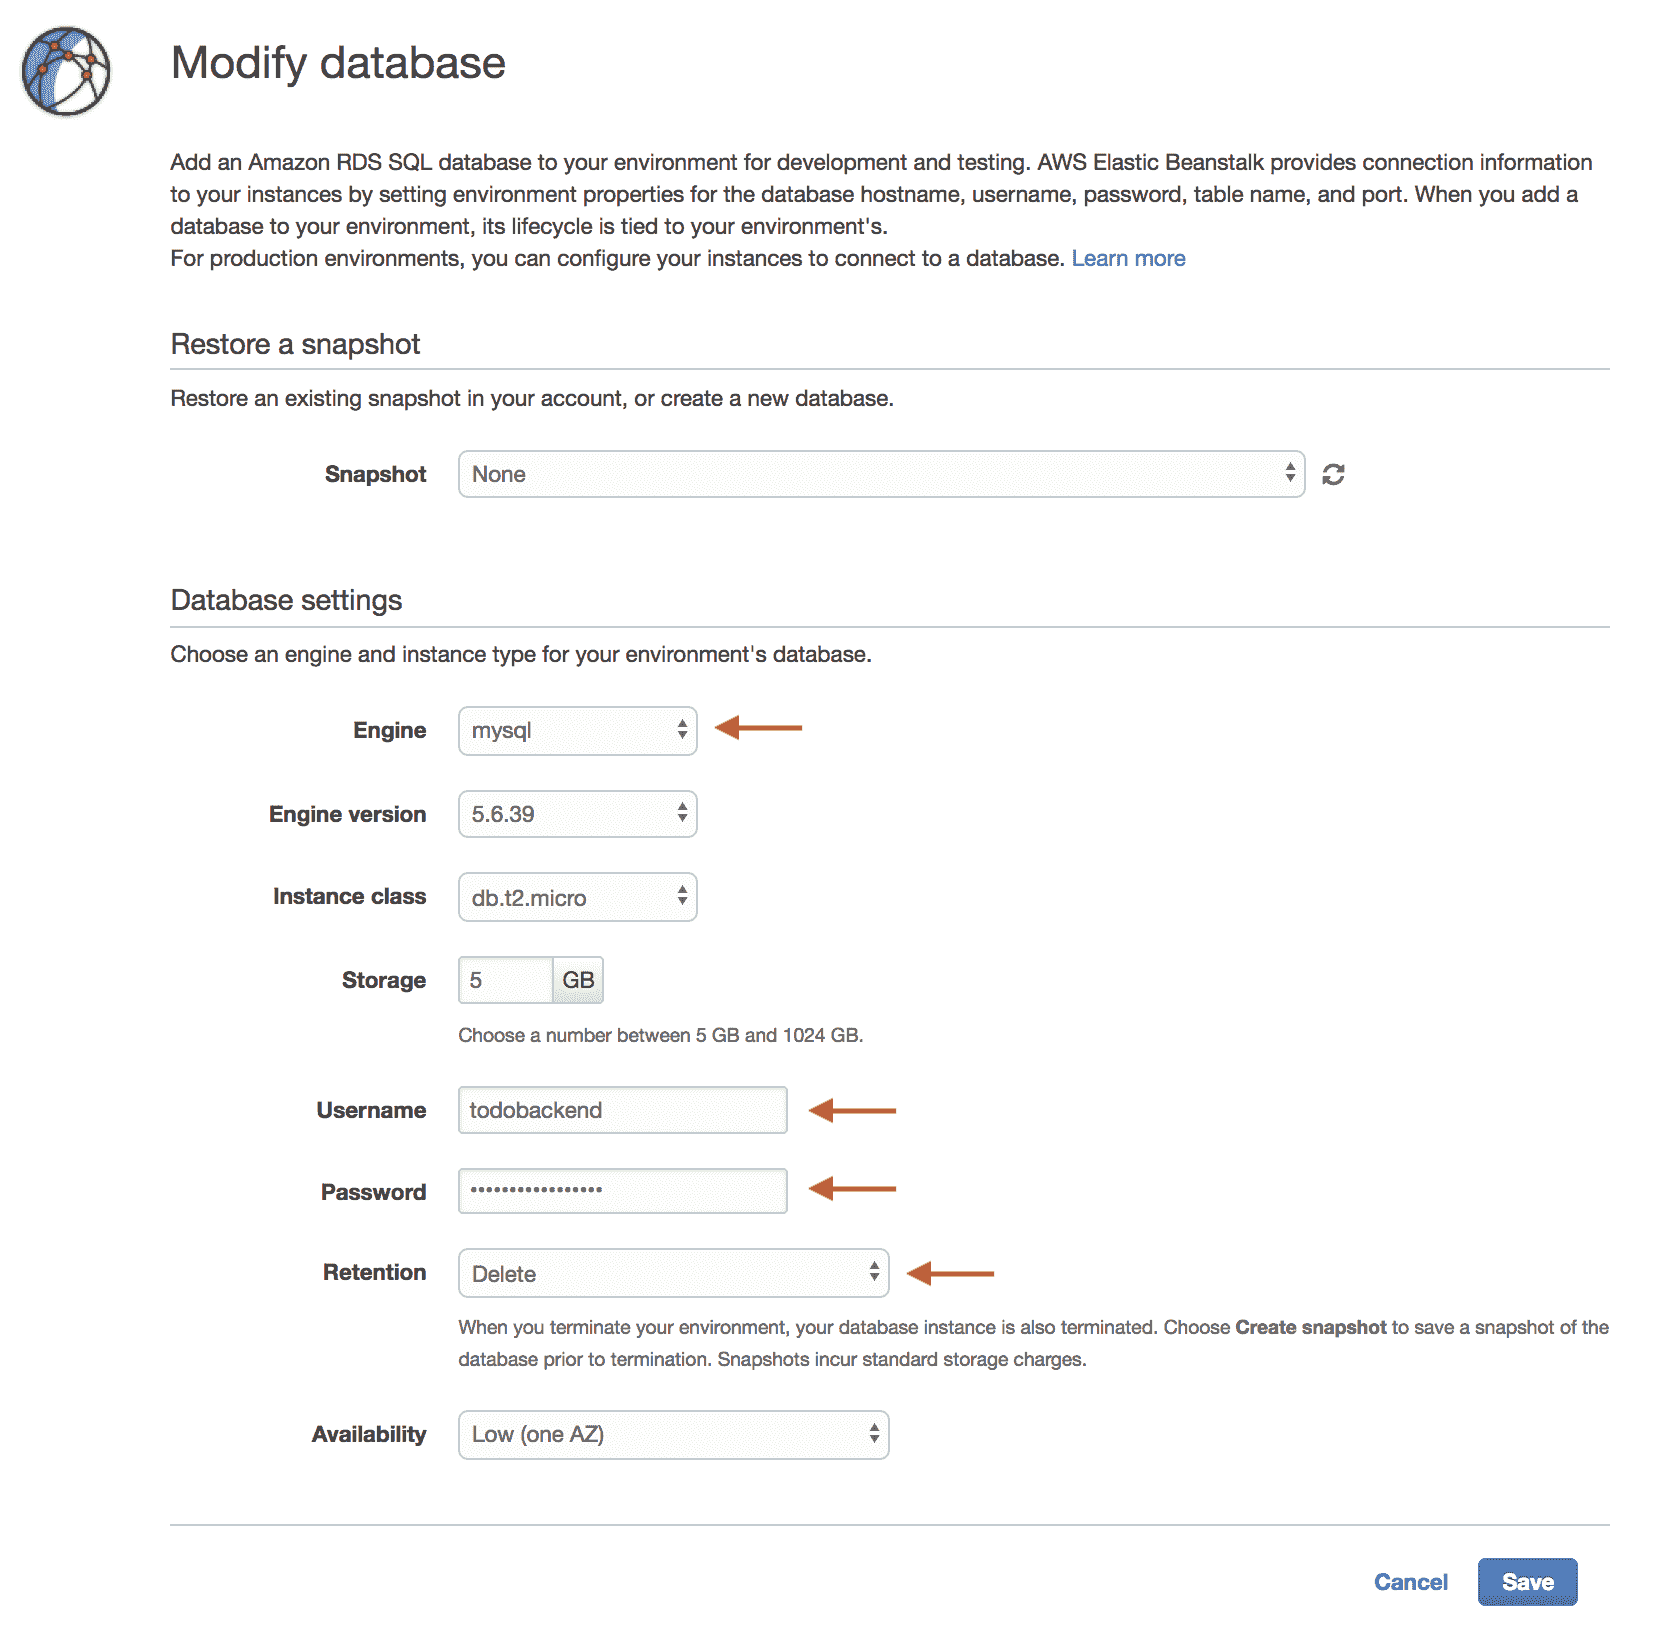 Modify database
Add an Amazon RDS SQL database to your environment for development and testing. AWS Elastic Beanstalk provides connection information
to your instances by setting environment properties for the database hostname, username, password, table name, and port. When you add a
database to your environment, its lifecycle is tied to your environment's.
For production environments, you can configure your instances to connect to a database. Learn more
Restore a snapshot
Restore an existing snapshot in your account, or create a new database.
Snapshot None
Database settings
Choose an engine and instance type for your environment's database.
Engine mysql
Engine version 5.6.39
Instance class db.t2.micro
Storage 5 GB
Choose a number between 5 GB and 1024 GB.
Username todobackend
Password •••••••••••••••••
Retention Delete
When you terminate your environment, your database instance is also terminated. Choose Create snapshot to save a snapshot of the
database prior to termination. Snapshots incur standard storage charges.
Availability Low (one AZ)
Cancel Save